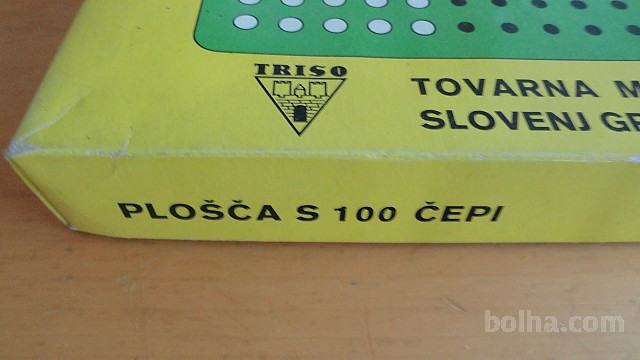 TRISO
TOVARNA
SLOVENJ
PLOŠČA S 100 ČEPI
bolha.com